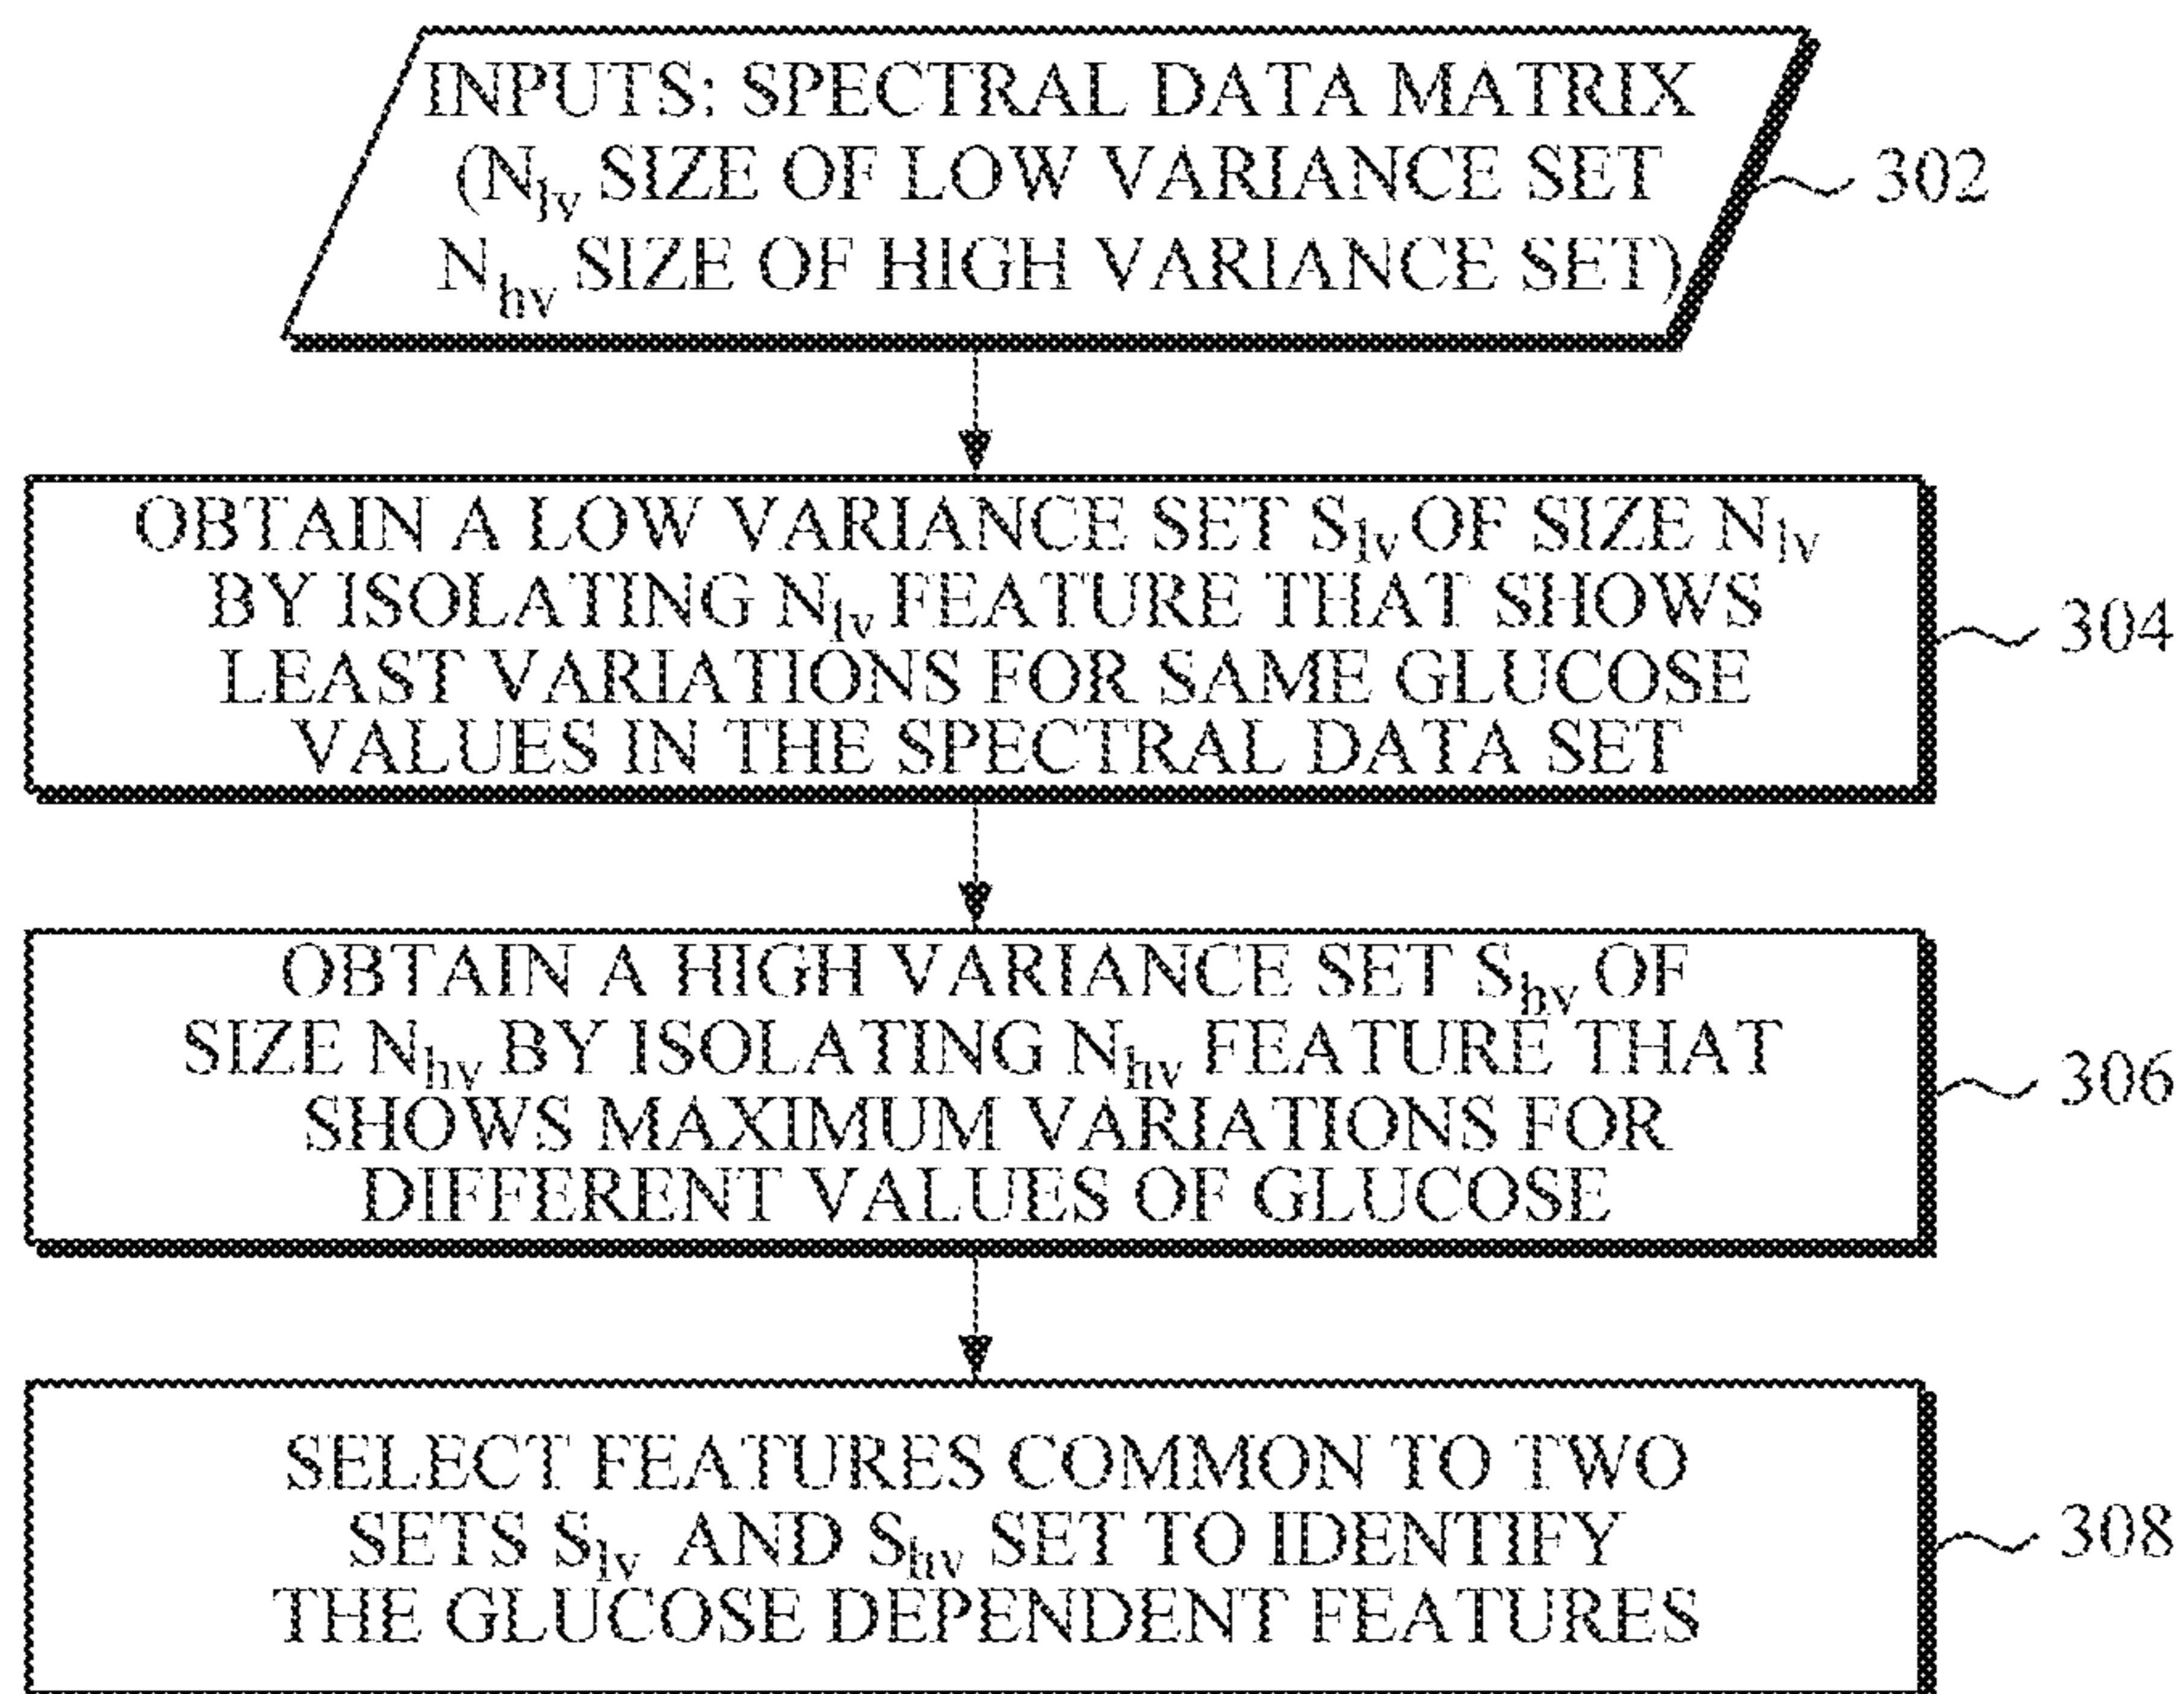 INPUTS: SPECTRAL DATA MATRIX
(Nlv SIZE OF LOW VARIANCE SET
Nhv SIZE OF HIGH VARIANCE SET)
302
OBTAIN A LOW VARIANCE SET Slv OF SIZE Nlv
BY ISOLATING Nlv FEATURE THAT SHOWS
LEAST VARIATIONS FOR SAME GLUCOSE
VALUES IN THE SPECTRAL DATA SET
304
OBTAIN A HIGH VARIANCE SET Shv OF
SIZE Nhv BY ISOLATING Nhv FEATURE THAT
SHOWS MAXIMUM VARIATIONS FOR
DIFFERENT VALUES OF GLUCOSE
306
SELECT FEATURES COMMON TO TWO
SETS Slv AND Shv SET TO IDENTIFY
THE GLUCOSE DEPENDENT FEATURES
308